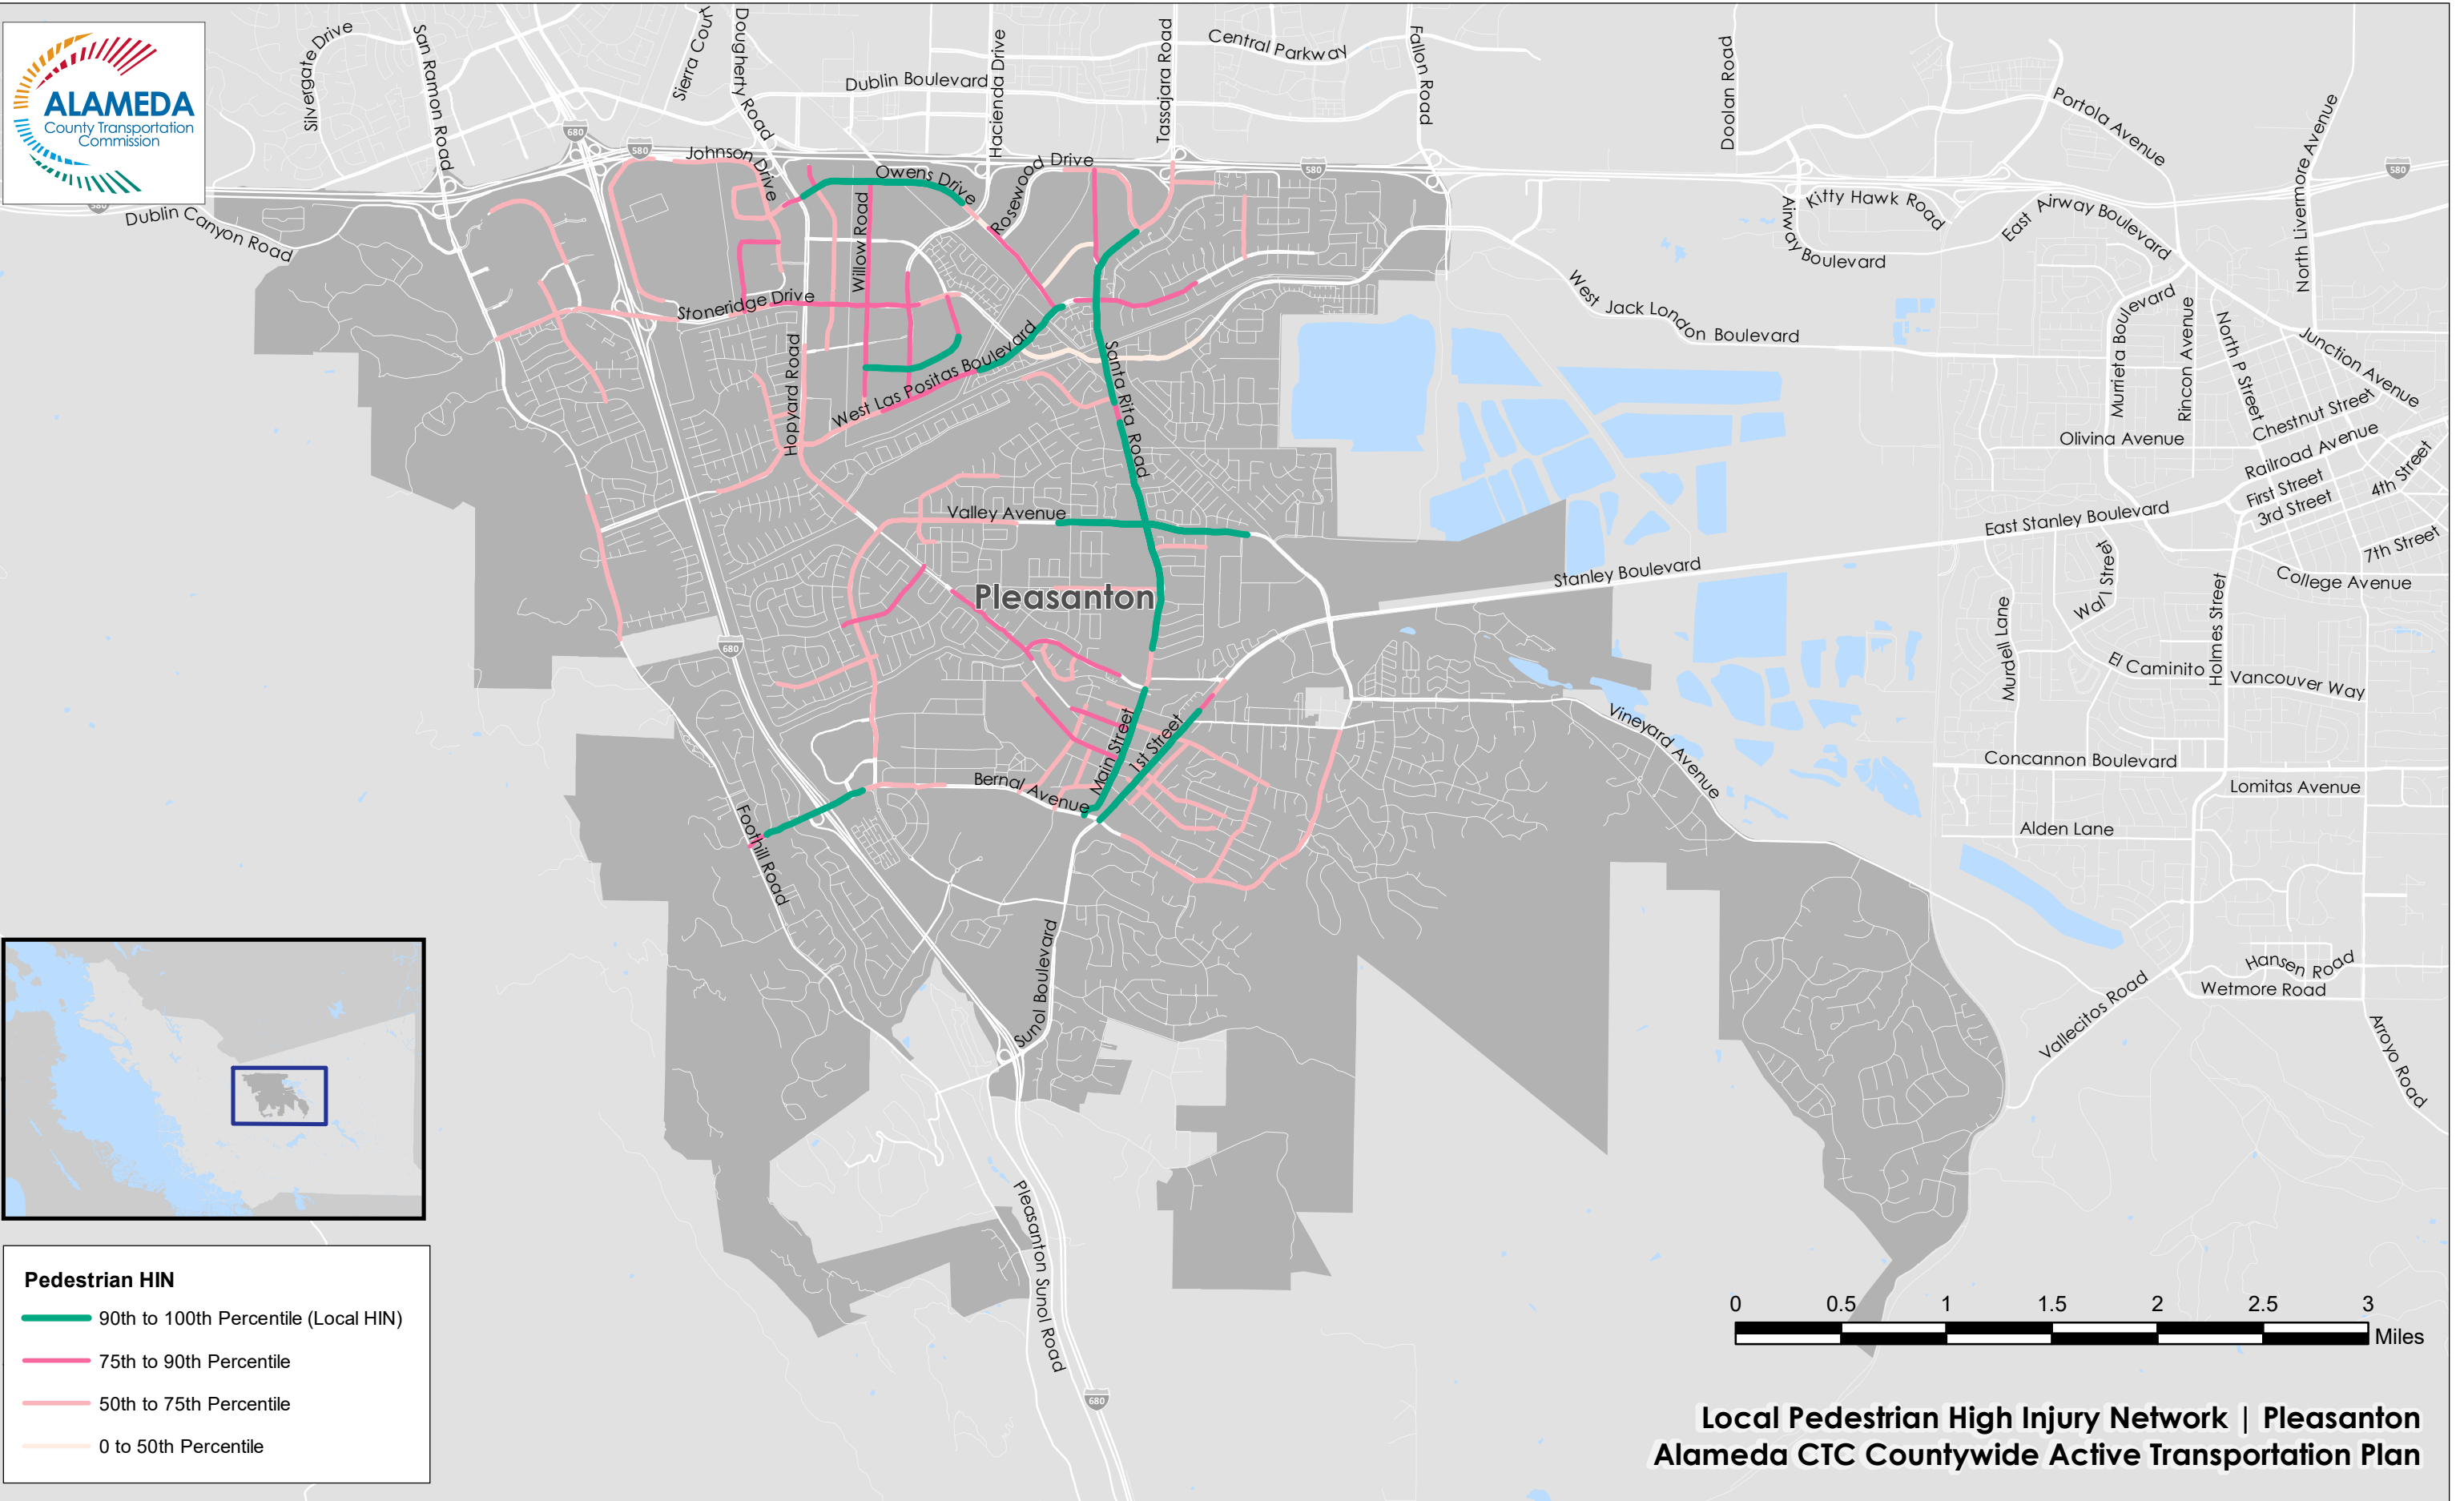 ALAMEDA
County Transportation
Commission
Silvergate Drive
San Ramon Road
Sierra Court
Dougherty Road
Dublin Boulevard
Hacienda Drive
Tassajara Road
Central Parkway
Fallon Road
Doolan Road
Portola Avenue
North Livermore Avenue
680
580
580
580
580
Dublin Canyon Road
Johnson Drive
Owens Drive
Rosewood Drive
Willow Road
Kitty Hawk Road
Airway Boulevard
East Airway Boulevard
Stoneridge Drive
Hopyard Road
West Las Positas Boulevard
Santa Rita Road
West Jack London Boulevard
Murrieta Boulevard
Rincon Avenue
North P Street
Junction Avenue
Chestnut Street
Olivina Avenue
Railroad Avenue
First Street
3rd Street
4th Street
7th Street
East Stanley Boulevard
Stanley Boulevard
College Avenue
Valley Avenue
Pleasanton
680
Wall Street
Murdell Lane
Holmes Street
El Caminito
Vancouver Way
Vineyard Avenue
Main Street
1st Street
Bernal Avenue
Foothill Road
Concannon Boulevard
Lomitas Avenue
Alden Lane
Sunol Boulevard
Hansen Road
Wetmore Road
Vallecitos Road
Arroyo Road
Pleasanton Sunol Road
680
Pedestrian HIN
90th to 100th Percentile (Local HIN)
75th to 90th Percentile
50th to 75th Percentile
0 to 50th Percentile
0 0.5 1 1.5 2 2.5 3
Miles
Local Pedestrian High Injury Network | Pleasanton
Alameda CTC Countywide Active Transportation Plan